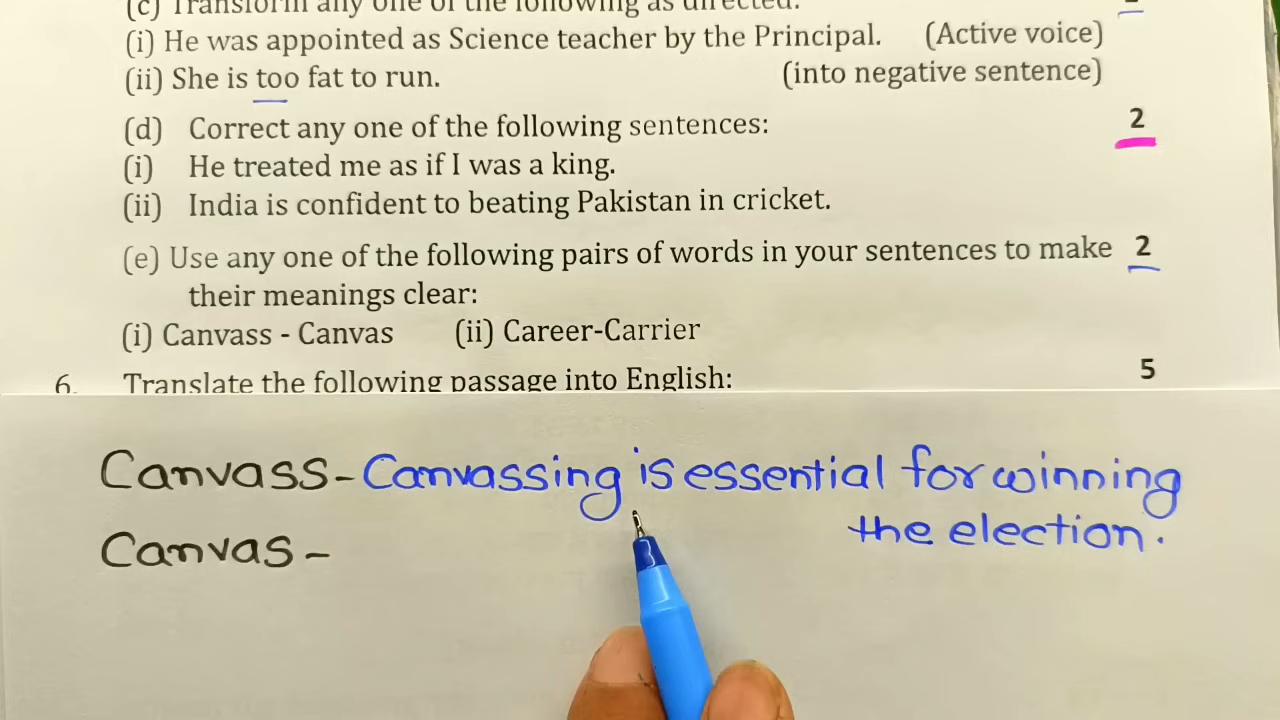 (c) Transform any one of the following as directed:
(i) He was appointed as Science teacher by the Principal. (Active voice)
(ii) She is too fat to run. (into negative sentence)
(d) Correct any one of the following sentences: 2
(i) He treated me as if I was a king.
(ii) India is confident to beating Pakistan in cricket.
(e) Use any one of the following pairs of words in your sentences to make 2
their meanings clear:
(i) Canvass - Canvas (ii) Career-Carrier
6. Translate the following passage into English: 5
Canvass - Canvassing is essential for winning
the election.
Canvas -